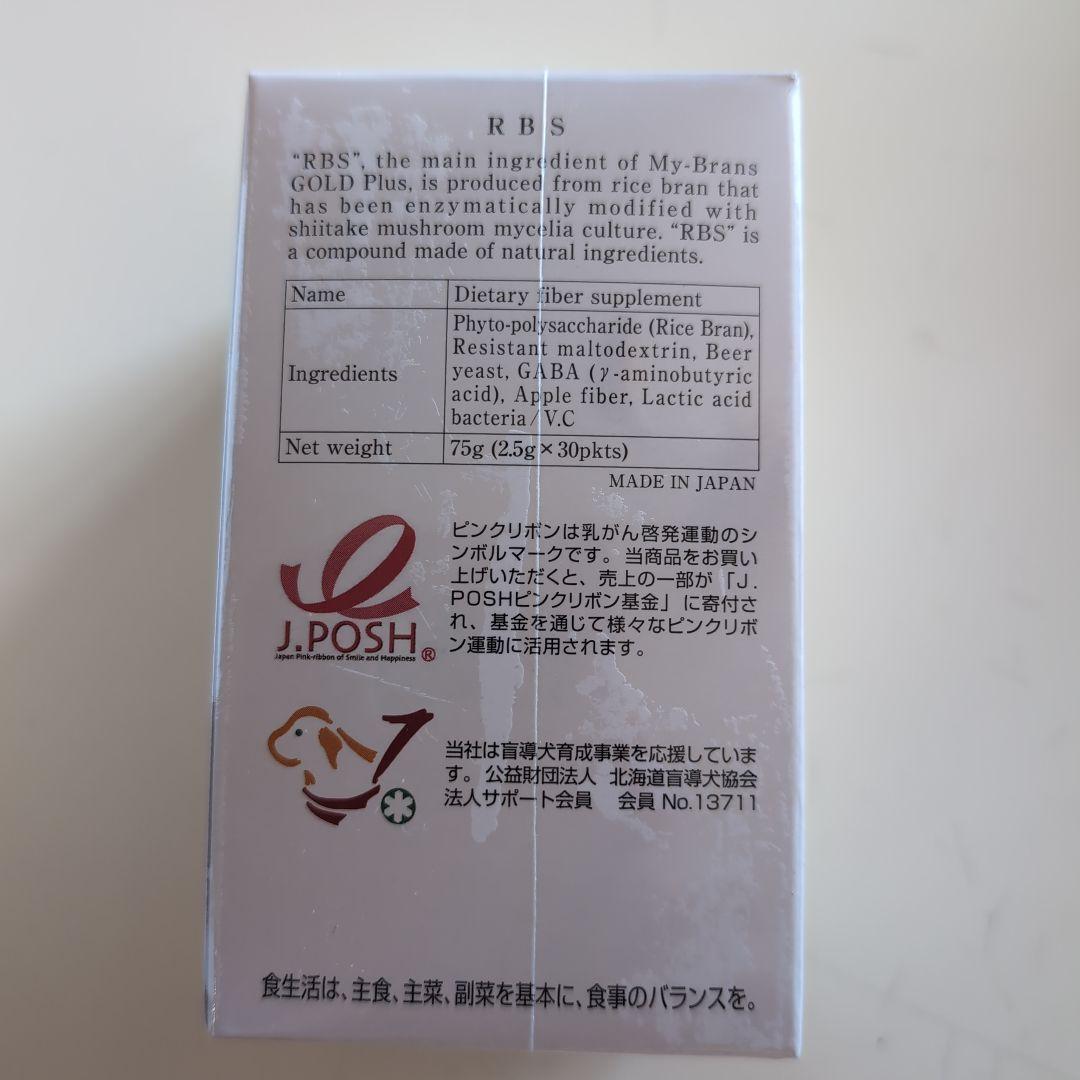 RBS
“RBS”, the main ingredient of My-Brans
GOLD Plus, is produced from rice bran that
has been enzymatically modified with
shiitake mushroom mycelia culture. “RBS” is
a compound made of natural ingredients.
Name Dietary fiber supplement
Ingredients
Phyto-polysaccharide (Rice Bran),
Resistant maltodextrin, Beer
yeast, GABA (γ-aminobutyric
acid), Apple fiber, Lactic acid
bacteria/V.C
Net weight 75g (2.5g×30pkts)
MADE IN JAPAN
J.POSH®
Japan Pink-ribbon of Smile and Happiness
ピンクリボンは乳がん啓発運動のシ
ンボルマークです。当商品をお買い
上げいただくと、売上の一部が「J.
POSHピンクリボン基金」に寄付さ
れ、基金を通じて様々なピンクリボ
ン運動に活用されます。
当社は盲導犬育成事業を応援していま
す。公益財団法人 北海道盲導犬協会
法人サポート会員 会員 No.13711
食生活は、主食、主菜、副菜を基本に、食事のバランスを。